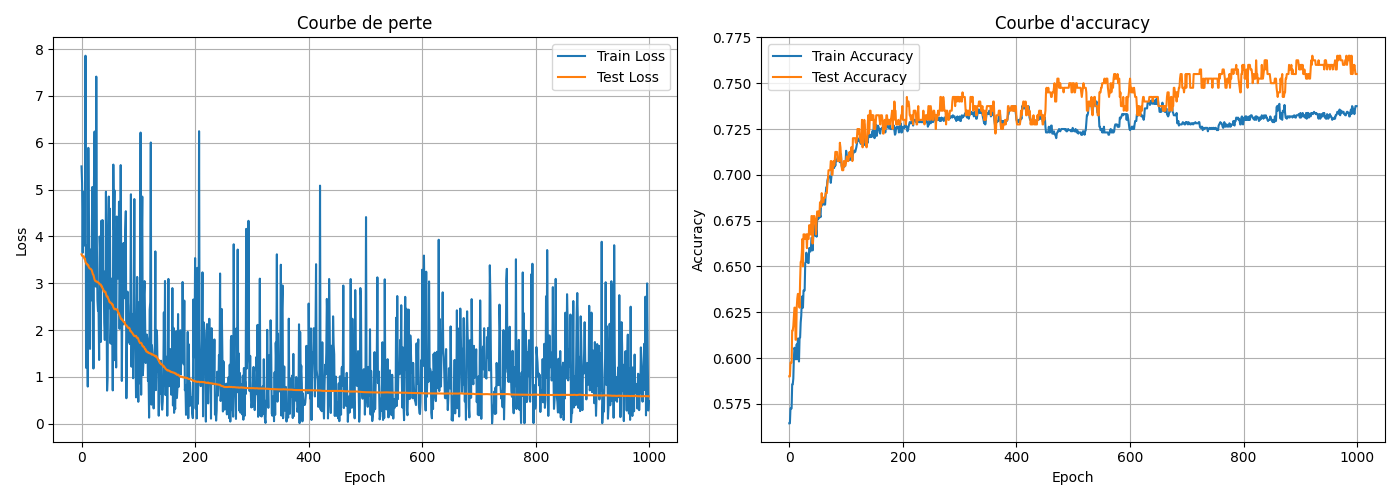 Courbe de perte
Train Loss
Test Loss
8
7
6
5
4
3
2
1
0
Loss
0 200 400 600 800 1000
Epoch
Courbe d'accuracy
Train Accuracy
Test Accuracy
0.775
0.750
0.725
0.700
0.675
0.650
0.625
0.600
0.575
Accuracy
0 200 400 600 800 1000
Epoch